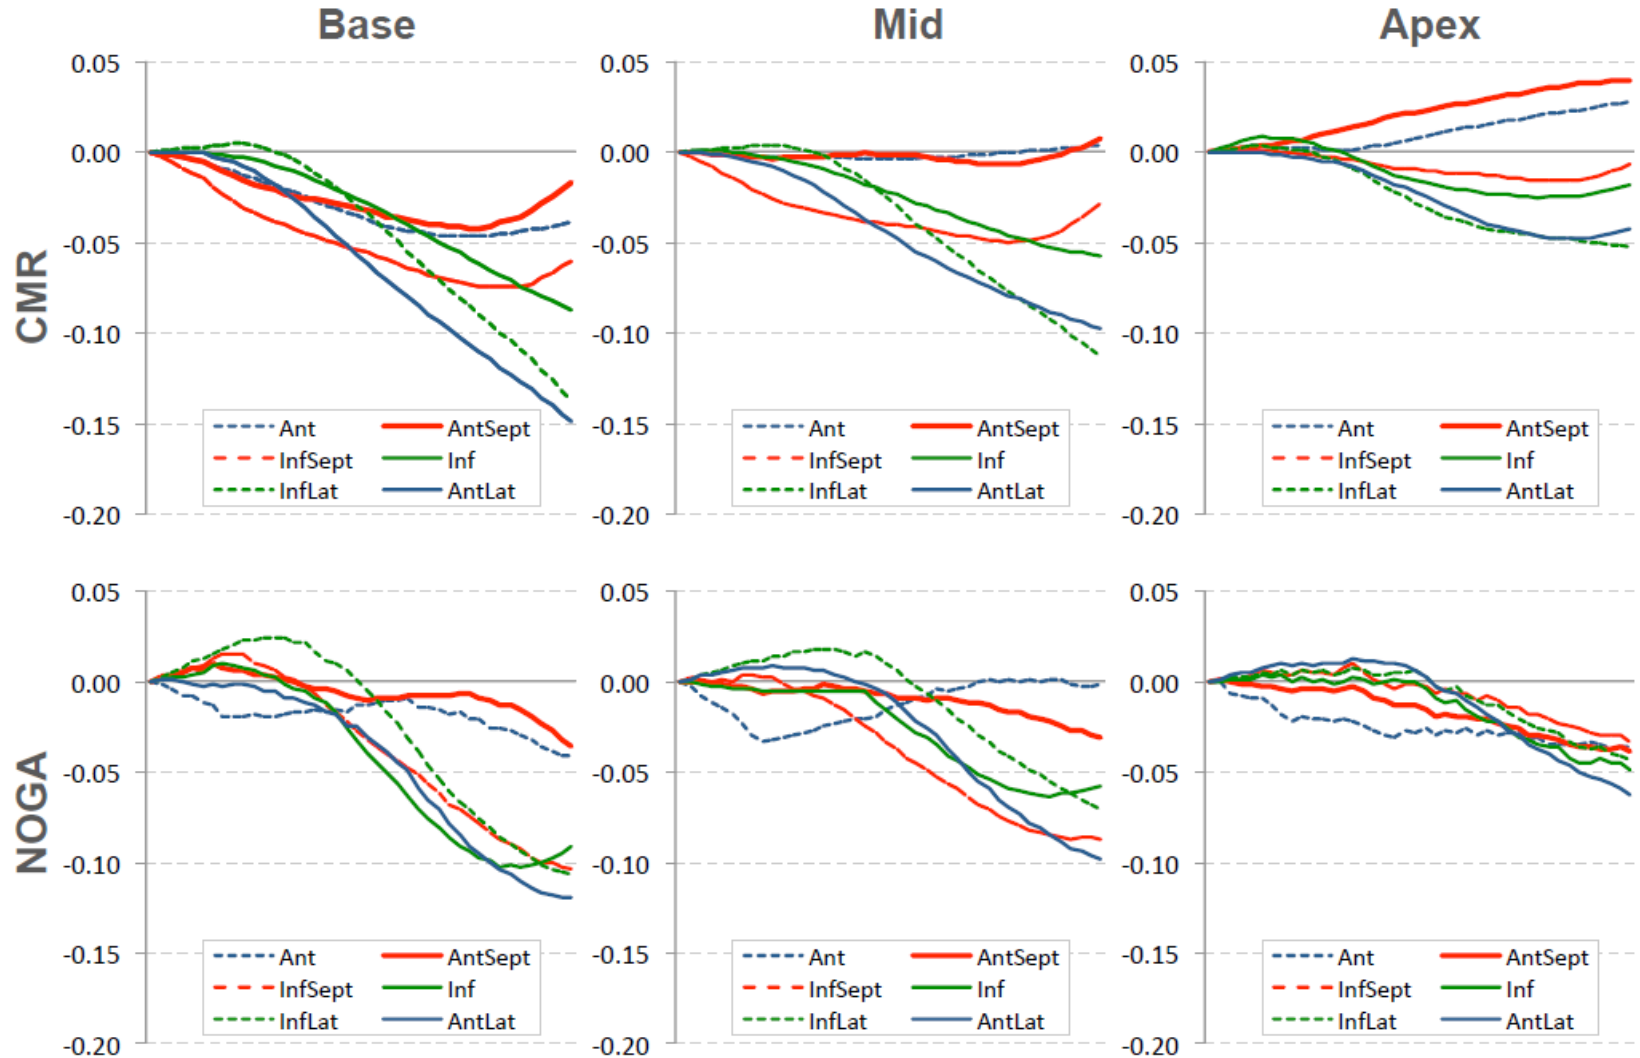 Base Mid Apex
CMR
0.05
0.00
-0.05
-0.10
-0.15
-0.20
Ant AntSept
InfSept Inf
InfLat AntLat
0.05
0.00
-0.05
-0.10
-0.15
-0.20
Ant AntSept
InfSept Inf
InfLat AntLat
0.05
0.00
-0.05
-0.10
-0.15
-0.20
Ant AntSept
InfSept Inf
InfLat AntLat
NOGA
0.05
0.00
-0.05
-0.10
-0.15
-0.20
Ant AntSept
InfSept Inf
InfLat AntLat
0.05
0.00
-0.05
-0.10
-0.15
-0.20
Ant AntSept
InfSept Inf
InfLat AntLat
0.05
0.00
-0.05
-0.10
-0.15
-0.20
Ant AntSept
InfSept Inf
InfLat AntLat